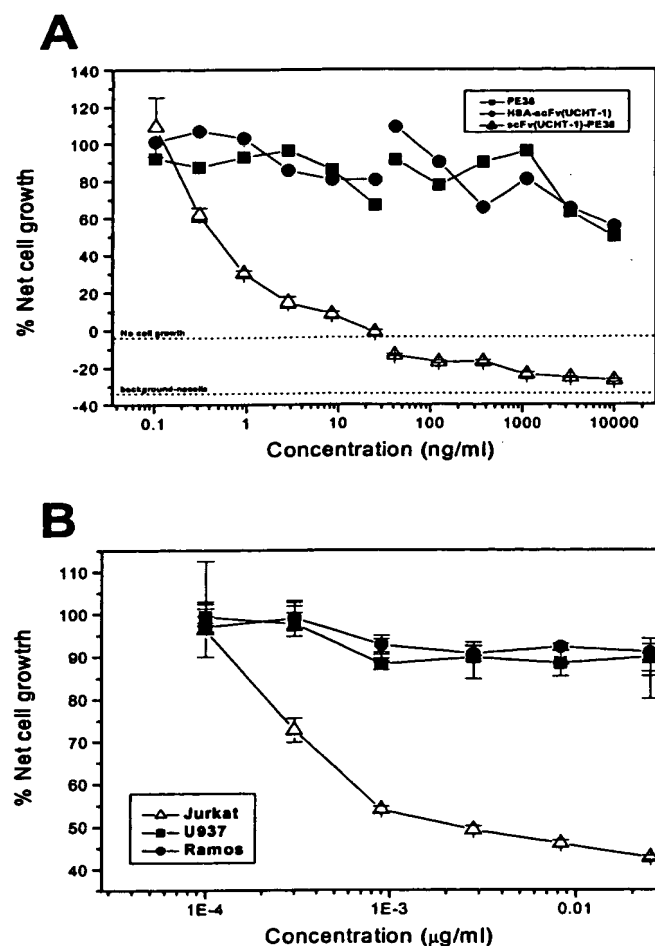 A
140
120
100
80
60
40
20
0
-20
-40
% Net cell growth
PE38
HSA-scFv(UCHT-1)
scFv(UCHT-1)-PE38
No cell growth
background-nocells
0.1 1 10 100 1000 10000
Concentration (ng/ml)
B
110
100
90
80
70
60
50
40
% Net cell growtrh
Jurkat
U937
Ramos
1E-4 1E-3 0.01
Concentration (μg/ml)